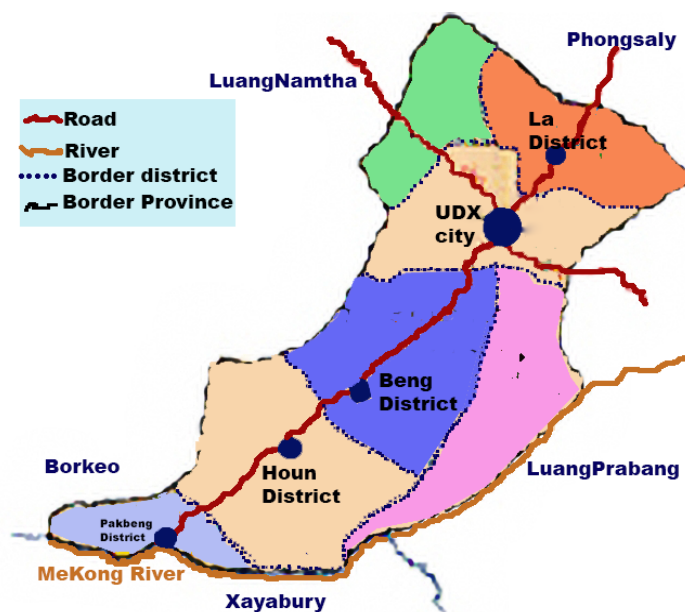 Phongsaly
LuangNamtha
Road
River
Border district
Border Province
La
District
UDX
city
Beng
District
Houn
District
LuangPrabang
Borkeo
Pakbeng
District
MeKong River
Xayabury